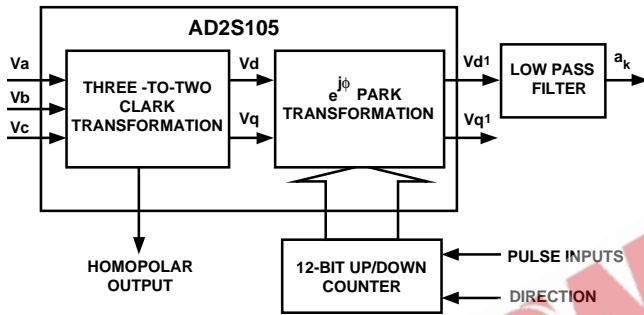 AD2S105
Va
Vb
Vc
THREE -TO-TWO
CLARK
TRANSFORMATION
Vd
Vq
e^jϕ PARK
TRANSFORMATION
Vd1
Vq1
LOW PASS
FILTER
ak
HOMOPOLAR
OUTPUT
12-BIT UP/DOWN
COUNTER
PULSE INPUTS
DIRECTION